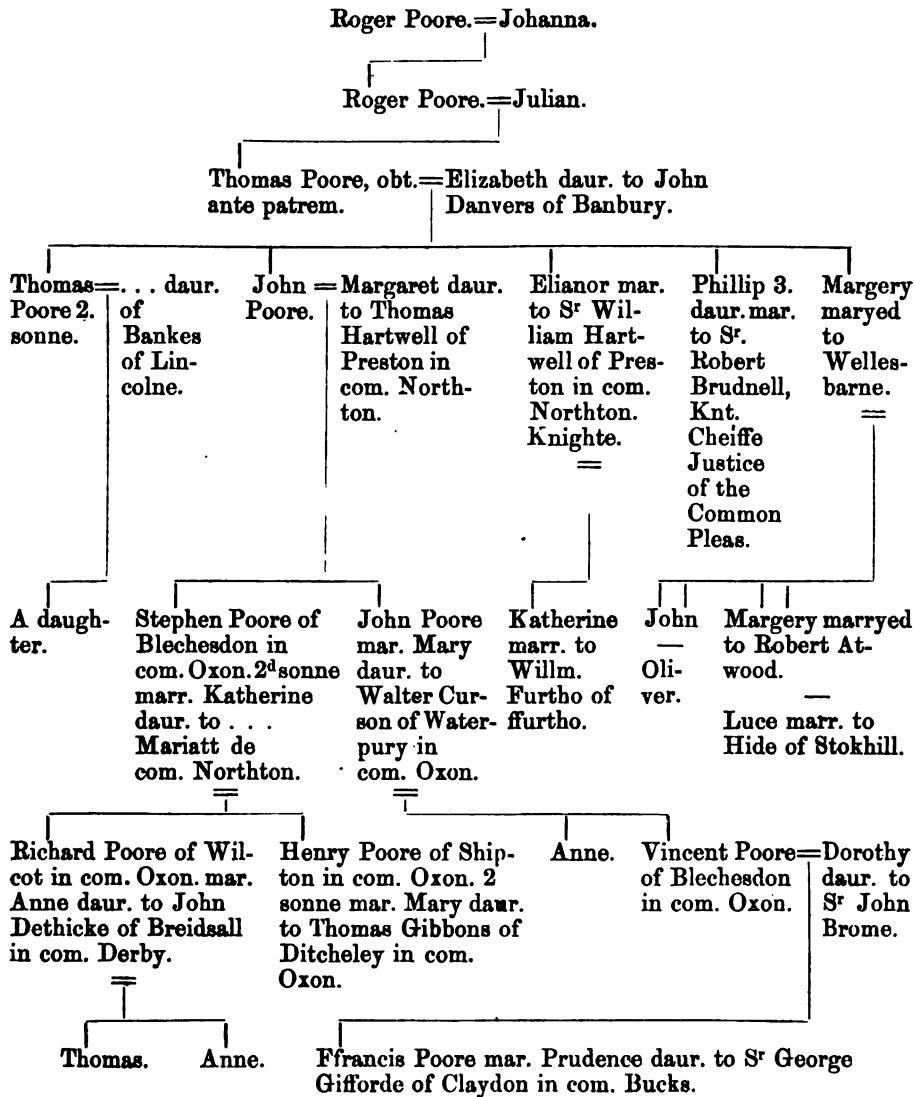 Roger Poore.=Johanna.
Roger Poore.=Julian.
Thomas Poore, obt.=Elizabeth daur. to John
ante patrem. Danvers of Banbury.
Thomas=. . . daur.
Poore 2. of
sonne. Bankes
of Lin-
colne.
John = Margaret daur.
Poore. to Thomas
Hartwell of
Preston in
com. North-
ton.
Elianor mar.
to Sr Wil-
liam Hart-
well of Pres-
ton in com.
Northton.
Knighte.
=
Phillip 3.
daur. mar.
to Sr.
Robert
Brudnell,
Knt.
Cheiffe
Justice
of the
Common
Pleas.
Margery
maryed
to
Welles-
barne.
=
A daugh-
ter.
Stephen Poore of
Blechesdon in
com. Oxon. 2d sonne
marr. Katherine
daur. to . . .
Mariatt de
com. Northton.
=
John Poore
mar. Mary
daur. to
Walter Cur-
son of Water-
pury in
com. Oxon.
=
Katherine
marr. to
Willm.
Furtho of
ffurtho.
John
—
Oli-
ver.
Margery marryed
to Robert At-
wood.
—
Luce marr. to
Hide of Stokhill.
Richard Poore of Wil-
cot in com. Oxon. mar.
Anne daur. to John
Dethicke of Breidsall
in com. Derby.
=
Henry Poore of Ship-
ton in com. Oxon. 2
sonne mar. Mary daur.
to Thomas Gibbons of
Ditcheley in com.
Oxon.
Anne.
Vincent Poore=Dorothy
of Blechesdon daur. to
in com. Oxon. Sr John
Brome.
Thomas. Anne.
Ffrancis Poore mar. Prudence daur. to Sr George
Gifforde of Claydon in com. Bucks.